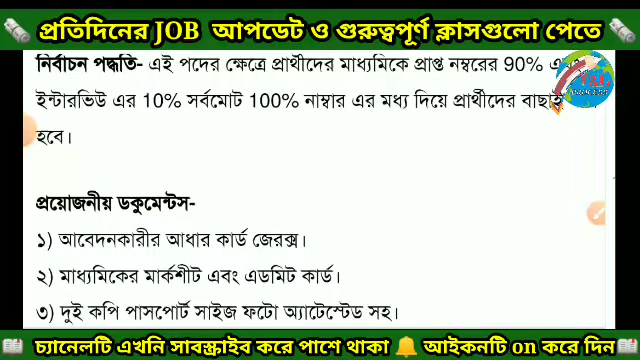 প্রতিদিনের JOB আপডেট ও গুরুত্বপূর্ণ ক্লাসগুলো পেতে
নির্বাচন পদ্ধতি- এই পদের ক্ষেত্রে প্রার্থীদের মাধ্যমিকে প্রাপ্ত নম্বরের 90%
ইন্টারভিউ এর 10% সর্বমোট 100% নাম্বার এর মধ্য দিয়ে প্রার্থীদের
হবে।
প্রয়োজনীয় ডকুমেন্টস-
১) আবেদনকারীর আধার কার্ড জেরক্স।
২) মাধ্যমিকের মার্কশীট এবং এডমিট কার্ড।
৩) দুই কপি পাসপোর্ট সাইজ ফটো অ্যাটেস্টেড সহ।
চ্যানেলটি এখনি সাবস্ক্রাইব করে পাশে থাকা আইকনটি on করে দিন